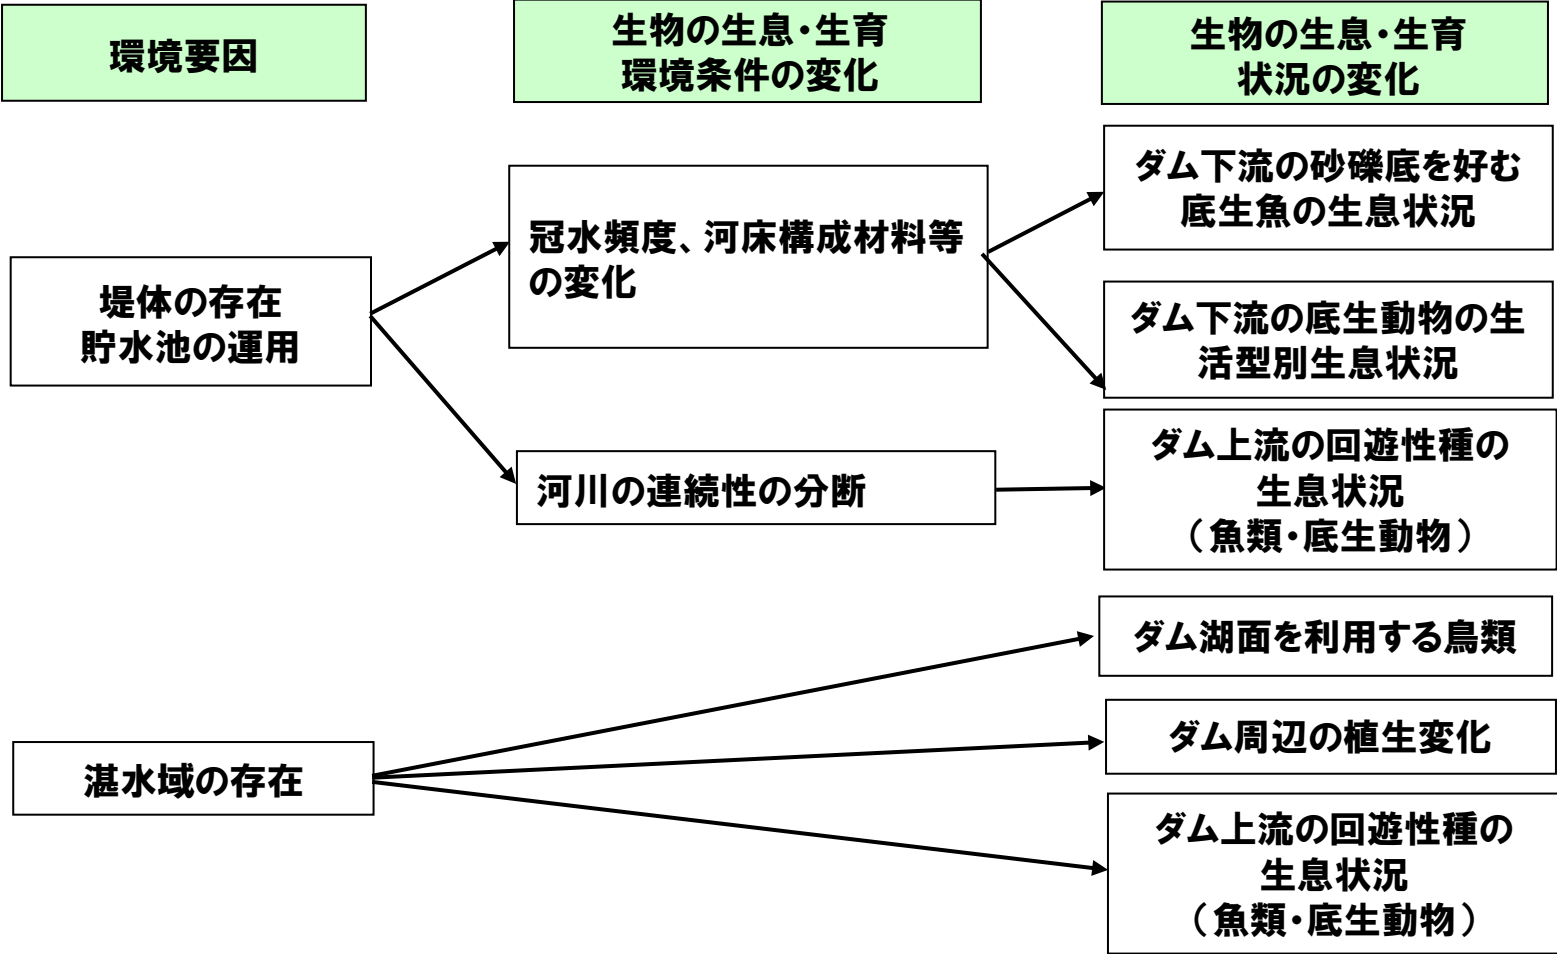 環境要因
生物の生息・生育
環境条件の変化
生物の生息・生育
状況の変化
堤体の存在
貯水池の運用
冠水頻度、河床構成材料等
の変化
河川の連続性の分断
ダム下流の砂礫底を好む
底生魚の生息状況
ダム下流の底生動物の生
活型別生息状況
ダム上流の回遊性種の
生息状況
（魚類・底生動物）
湛水域の存在
ダム湖面を利用する鳥類
ダム周辺の植生変化
ダム上流の回遊性種の
生息状況
（魚類・底生動物）